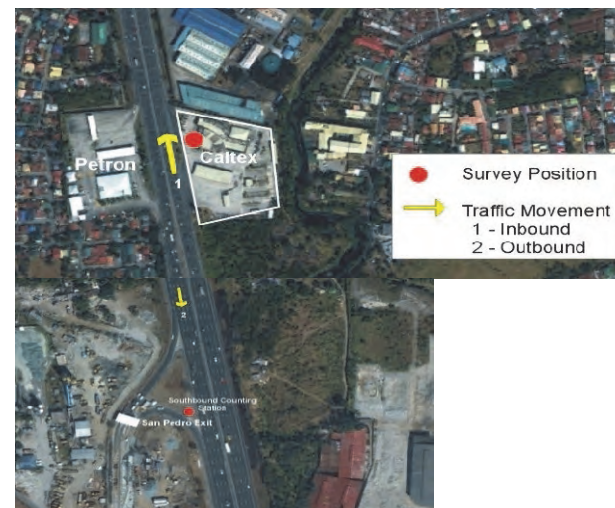 Petron
Caltex
1
Survey Position
Traffic Movement
1 - Inbound
2 - Outbound
2
Southbound Counting
Station
San Pedro Exit